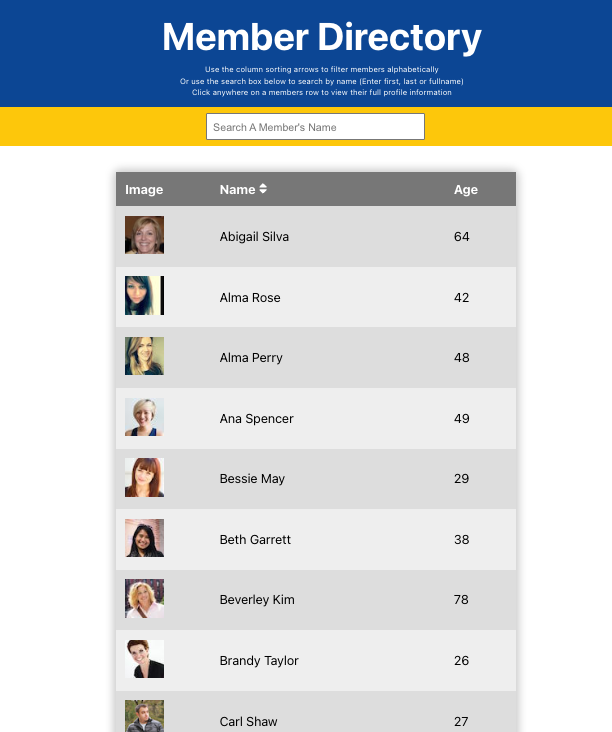 Member Directory
Use the column sorting arrows to filter members alphabetically
Or use the search box below to search by name (Enter first, last or fullname)
Click anywhere on a members row to view their full profile information
Search A Member's Name
Image Name Age
Abigail Silva 64
Alma Rose 42
Alma Perry 48
Ana Spencer 49
Bessie May 29
Beth Garrett 38
Beverley Kim 78
Brandy Taylor 26
Carl Shaw 27